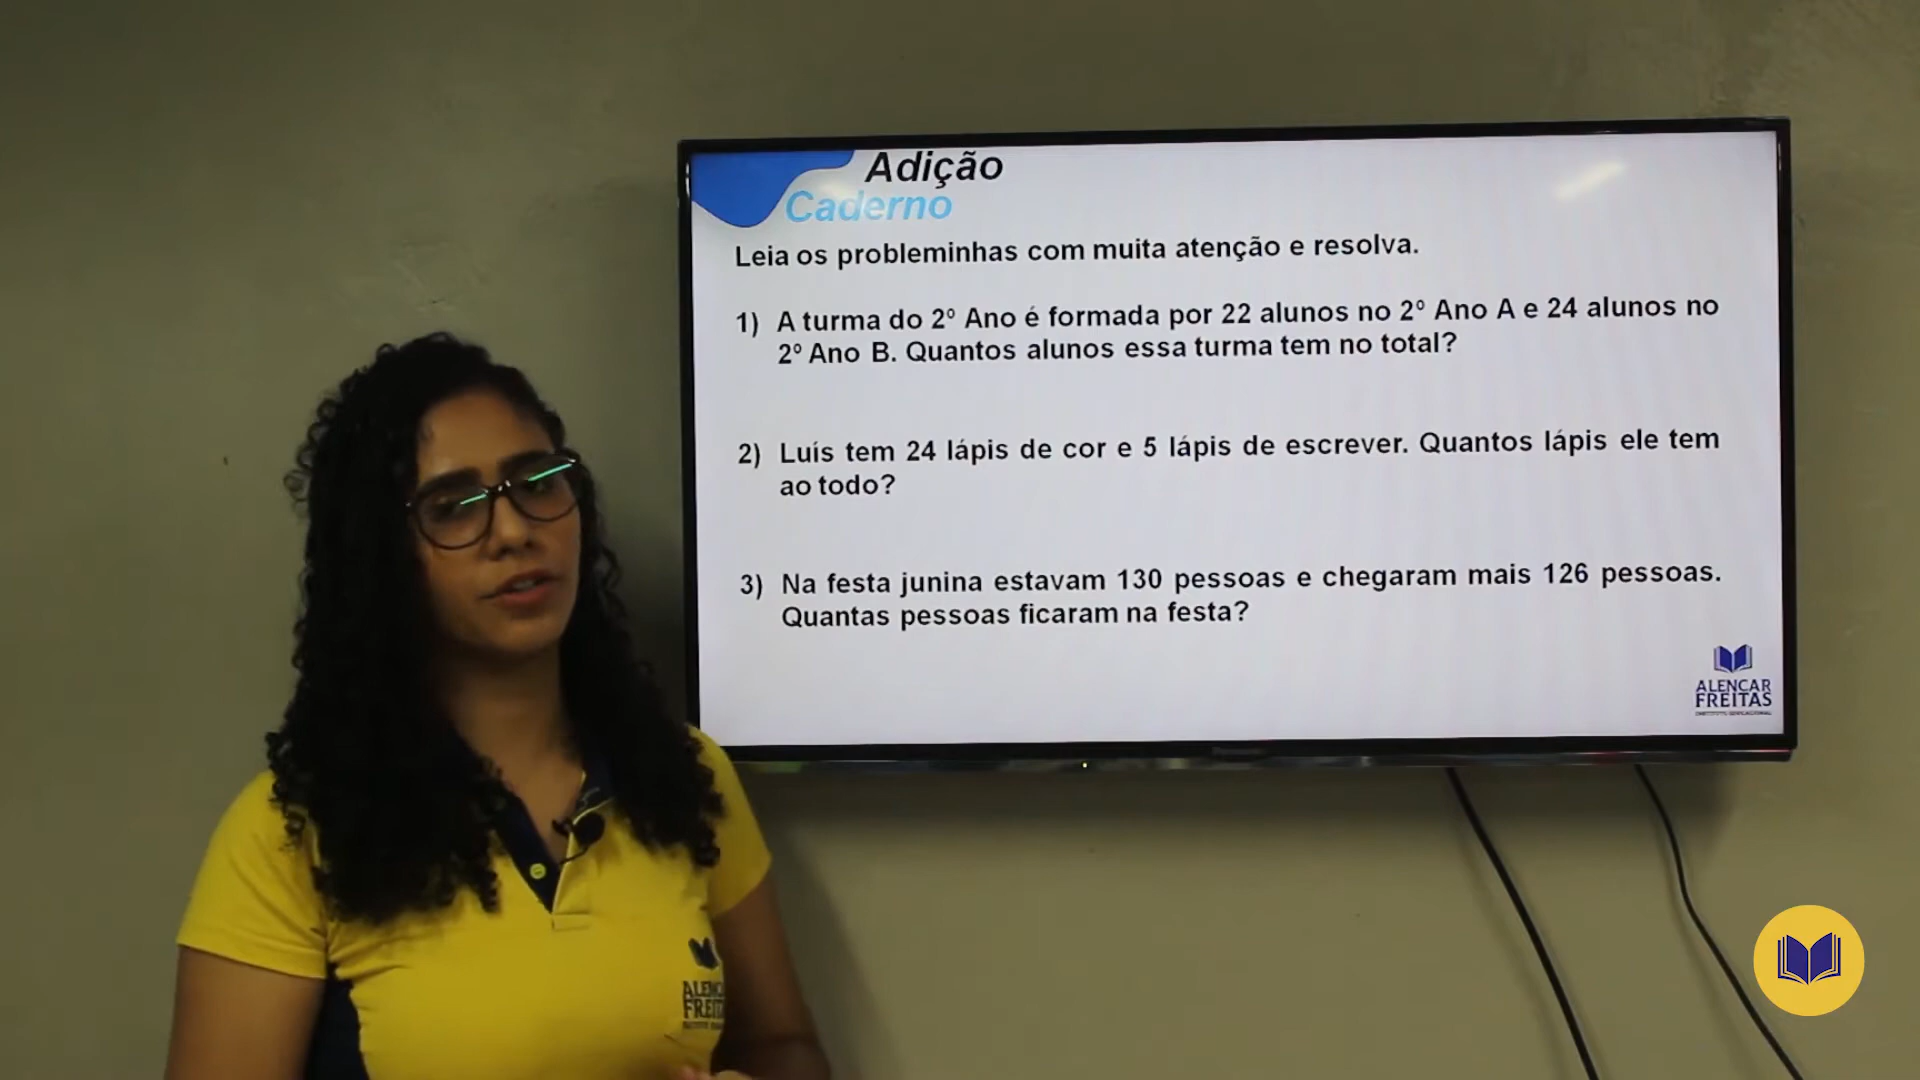 Adição
Caderno
Leia os probleminhas com muita atenção e resolva.
1) A turma do 2º Ano é formada por 22 alunos no 2º Ano A e 24 alunos no
2º Ano B. Quantos alunos essa turma tem no total?
2) Luís tem 24 lápis de cor e 5 lápis de escrever. Quantos lápis ele tem
ao todo?
3) Na festa junina estavam 130 pessoas e chegaram mais 126 pessoas.
Quantas pessoas ficaram na festa?
ALENCAR
FREITAS